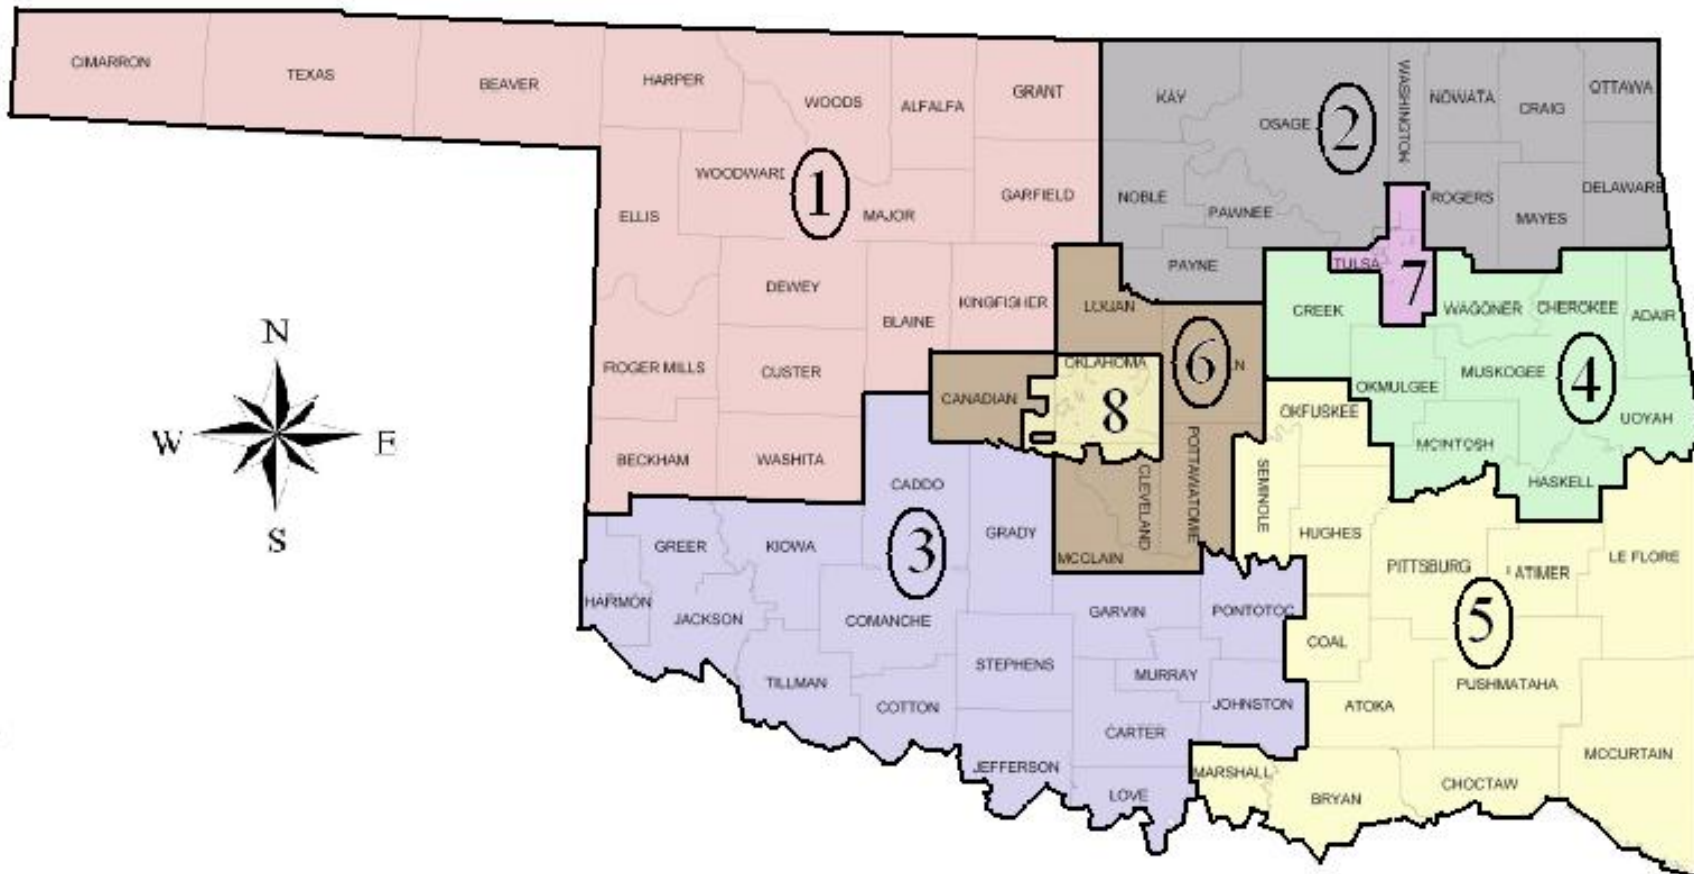 CIMARRON
TEXAS
BEAVER
HARPER
WOODS
ALFALFA
GRANT
WOODWARD
1
ELLIS
MAJOR
GARFIELD
DEWEY
BLAINE
KINGFISHER
ROGER MILLS
CUSTER
BECKHAM
WASHITA
KAY
OSAGE
2
WASHINGTON
NOWATA
CRAIG
OTTAWA
NOBLE
PAWNEE
ROGERS
MAYES
DELAWARE
PAYNE
TULSA
7
CREEK
WAGONER
CHEROKEE
ADAIR
OKMULGEE
MUSKOGEE
4
UOYAH
MCINTOSH
HASKELL
LOGAN
6
LN
CANADIAN
OKLAHOMA
8
POTTAWATOMIE
CLEVELAND
MCCLAIN
CADDO
GRADY
3
GREER
KIOWA
HARMON
JACKSON
COMANCHE
GARVIN
PONTOTOC
TILLMAN
COTTON
STEPHENS
MURRAY
JOHNSTON
CARTER
JEFFERSON
LOVE
OKFUSKEE
SEMINOLE
HUGHES
PITTSBURG
LATIMER
LE FLORE
5
COAL
ATOKA
PUSHMATAHA
MARSHALL
BRYAN
CHOCTAW
MCCURTAIN
N
W
E
S